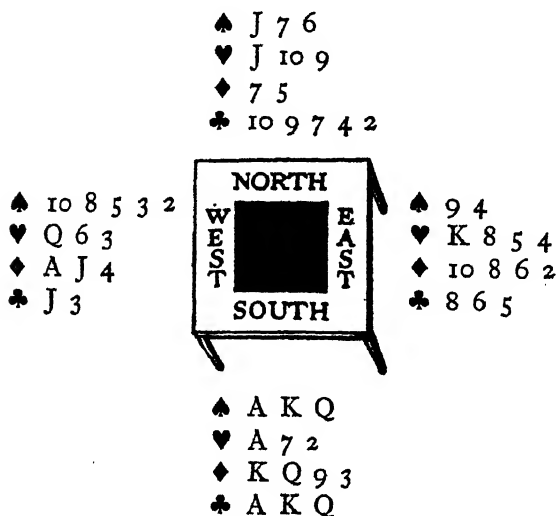 ♠ J 7 6
♥ J 10 9
♦ 7 5
♣ 10 9 7 4 2
NORTH
♠ 10 8 5 3 2
♥ Q 6 3
♦ A J 4
♣ J 3
WEST
EAST
♠ 9 4
♥ K 8 5 4
♦ 10 8 6 2
♣ 8 6 5
SOUTH
♠ A K Q
♥ A 7 2
♦ K Q 9 3
♣ A K Q